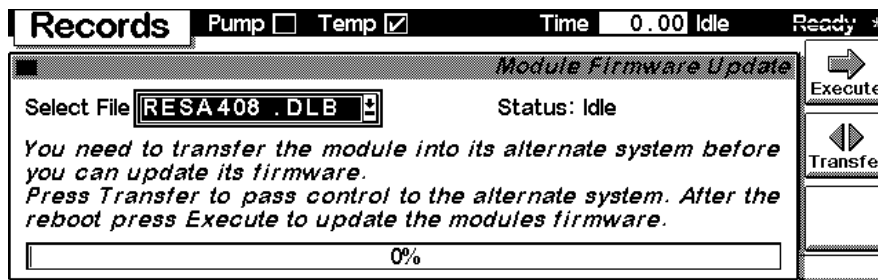 Records Pump Temp Time 0.00 Idle Ready *
Module Firmware Update
Execute
Select File RESA408 .DLB Status: Idle
You need to transfer the module into its alternate system before
you can update its firmware.
Transfe
Press Transfer to pass control to the alternate system. After the
reboot press Execute to update the modules firmware.
0%